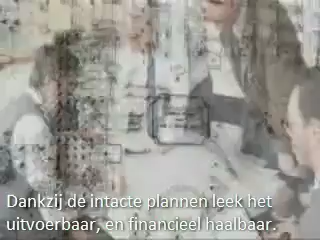 Dankzij de intacte plannen leek het
uitvoerbaar, en financieel haalbaar.